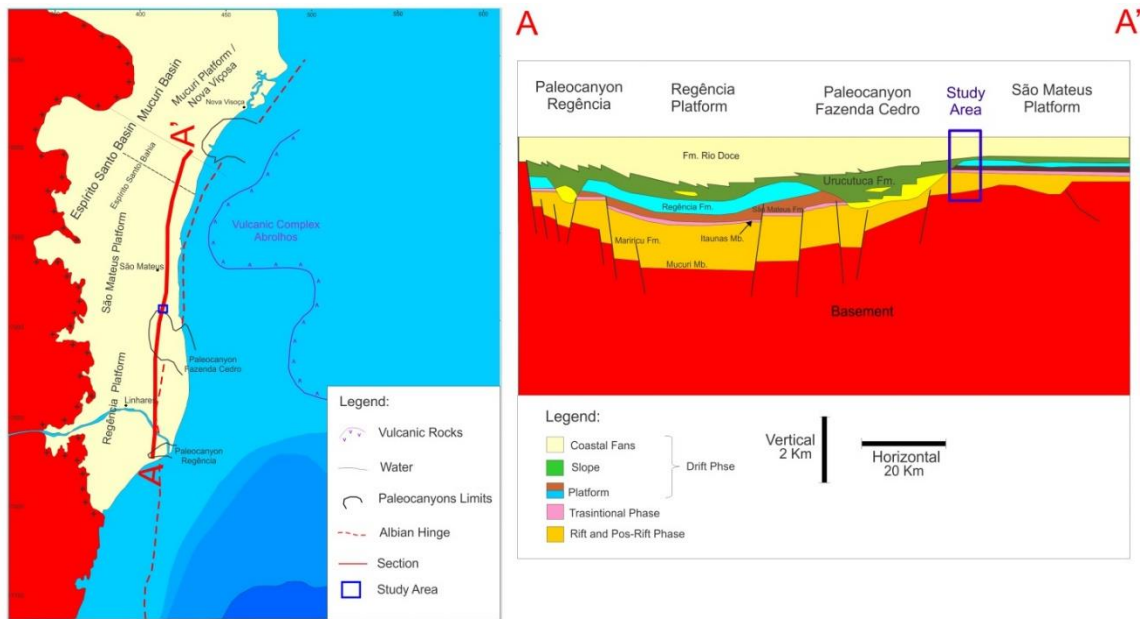 400
450
500
Mucuri Platform /
Nova Viçosa
Mucuri Basin
Nova Visoça
A'
Espírito Santo Basin
Espírito Santo Bahia
Vulcanic Complex
Abrolhos
São Mateus Platform
São Mateus
Paleocanyon
Fazenda Cedro
Regência Platform
Linhares
Paleocanyon
Regência
A
Legend:
Vulcanic Rocks
Water
Paleocanyons Limits
Albian Hinge
Section
Study Area
A
A'
Paleocanyon
Regência
Regência
Platform
Paleocanyon
Fazenda Cedro
Study
Area
São Mateus
Platform
Fm. Rio Doce
Urucutuca Fm.
Regência Fm.
São Mateus Fm.
Itaunas Mb.
Mariricu Fm.
Mucuri Mb.
Basement
Legend:
Coastal Fans
Slope
Platform
Drift Phse
Trasintional Phase
Rift and Pos-Rift Phase
Vertical
2 Km
Horizontal
20 Km